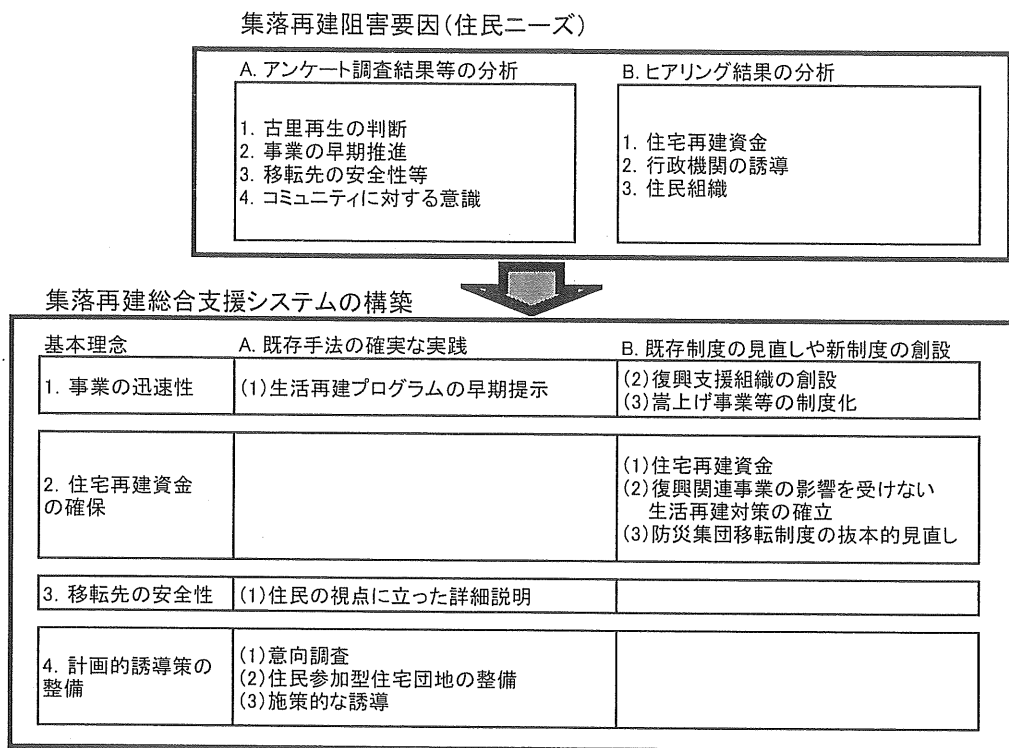 集落再建阻害要因(住民ニーズ)
A. アンケート調査結果等の分析
1. 古里再生の判断
2. 事業の早期推進
3. 移転先の安全性等
4. コミュニティに対する意識
B. ヒアリング結果の分析
1. 住宅再建資金
2. 行政機関の誘導
3. 住民組織
集落再建総合支援システムの構築
基本理念
A. 既存手法の確実な実践
B. 既存制度の見直しや新制度の創設
1. 事業の迅速性
(1)生活再建プログラムの早期提示
(2)復興支援組織の創設
(3)嵩上げ事業等の制度化
2. 住宅再建資金
の確保
(1)住宅再建資金
(2)復興関連事業の影響を受けない
生活再建対策の確立
(3)防災集団移転制度の抜本的見直し
3. 移転先の安全性
(1)住民の視点に立った詳細説明
4. 計画的誘導策の
整備
(1)意向調査
(2)住民参加型住宅団地の整備
(3)施策的な誘導